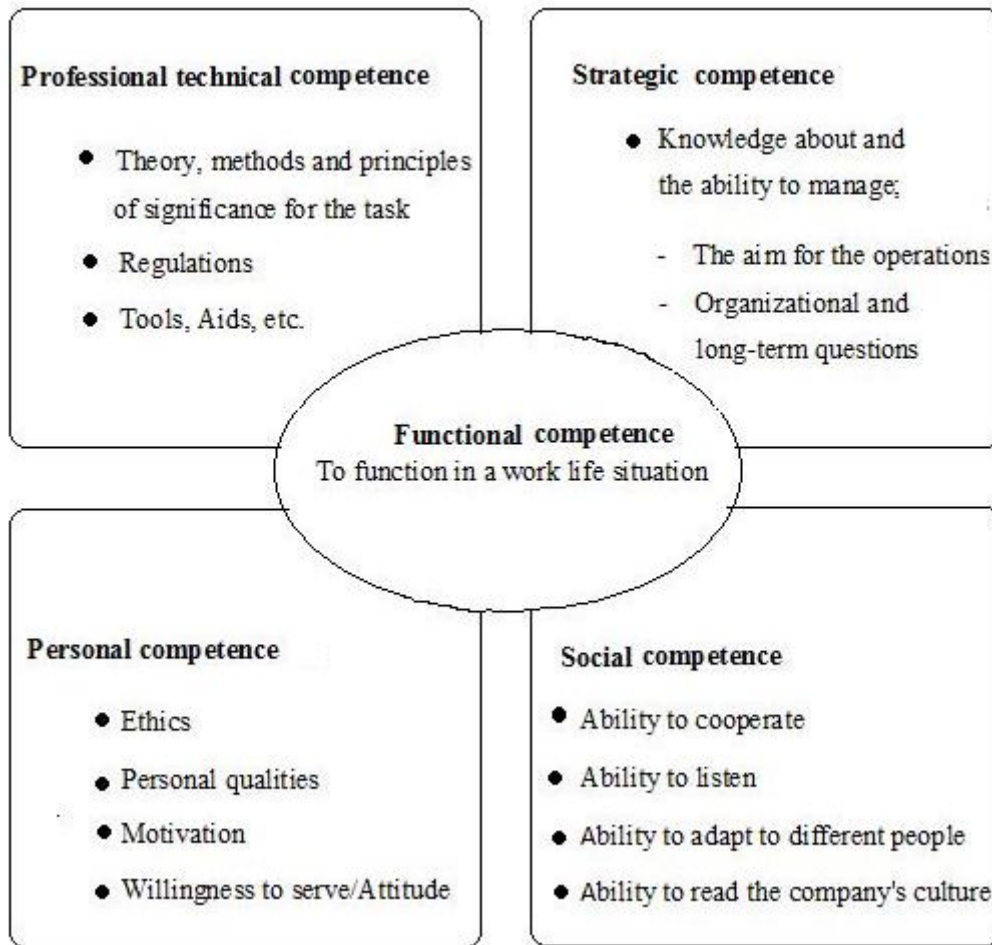 Professional technical competence
● Theory, methods and principles
of significance for the task
● Regulations
● Tools, Aids, etc.
Strategic competence
● Knowledge about and
the ability to manage;
- The aim for the operations
- Organizational and
long-term questions
Functional competence
To function in a work life situation
Personal competence
● Ethics
● Personal qualities
● Motivation
● Willingness to serve/Attitude
Social competence
● Ability to cooperate
● Ability to listen
● Ability to adapt to different people
● Ability to read the company's culture